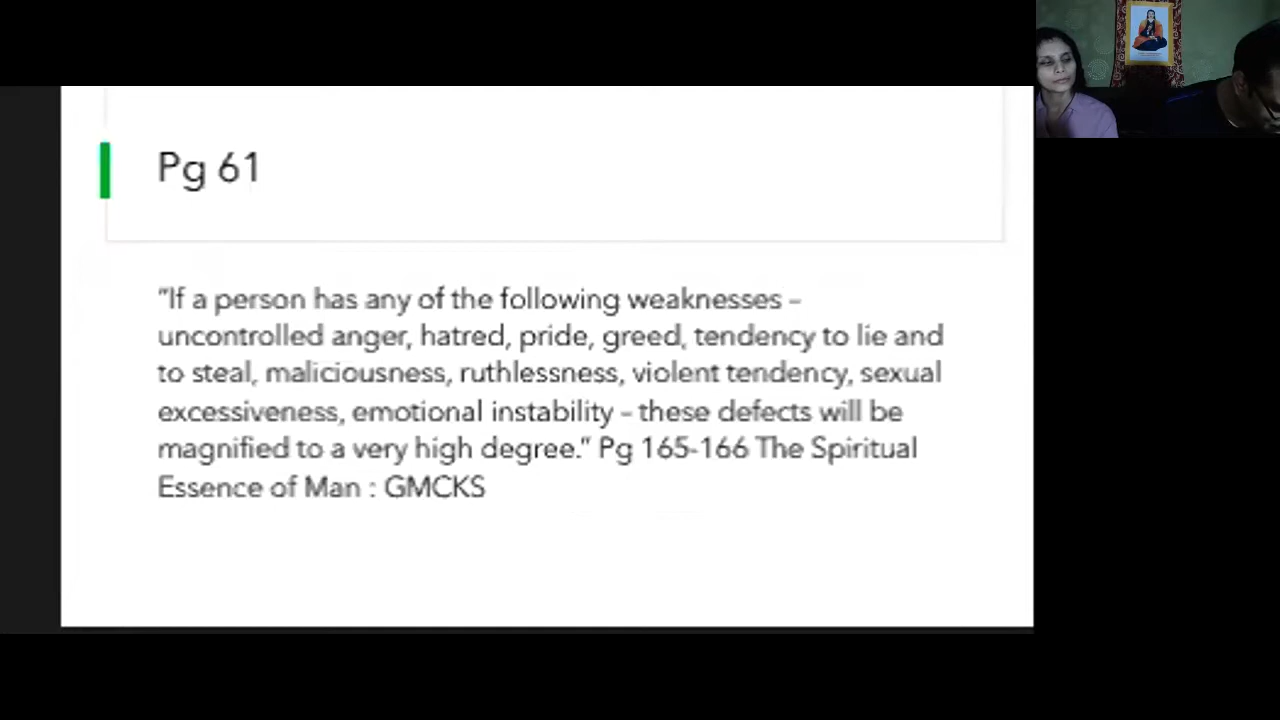 Pg 61
"If a person has any of the following weaknesses –
uncontrolled anger, hatred, pride, greed, tendency to lie and
to steal, maliciousness, ruthlessness, violent tendency, sexual
excessiveness, emotional instability – these defects will be
magnified to a very high degree." Pg 165-166 The Spiritual
Essence of Man : GMCKS